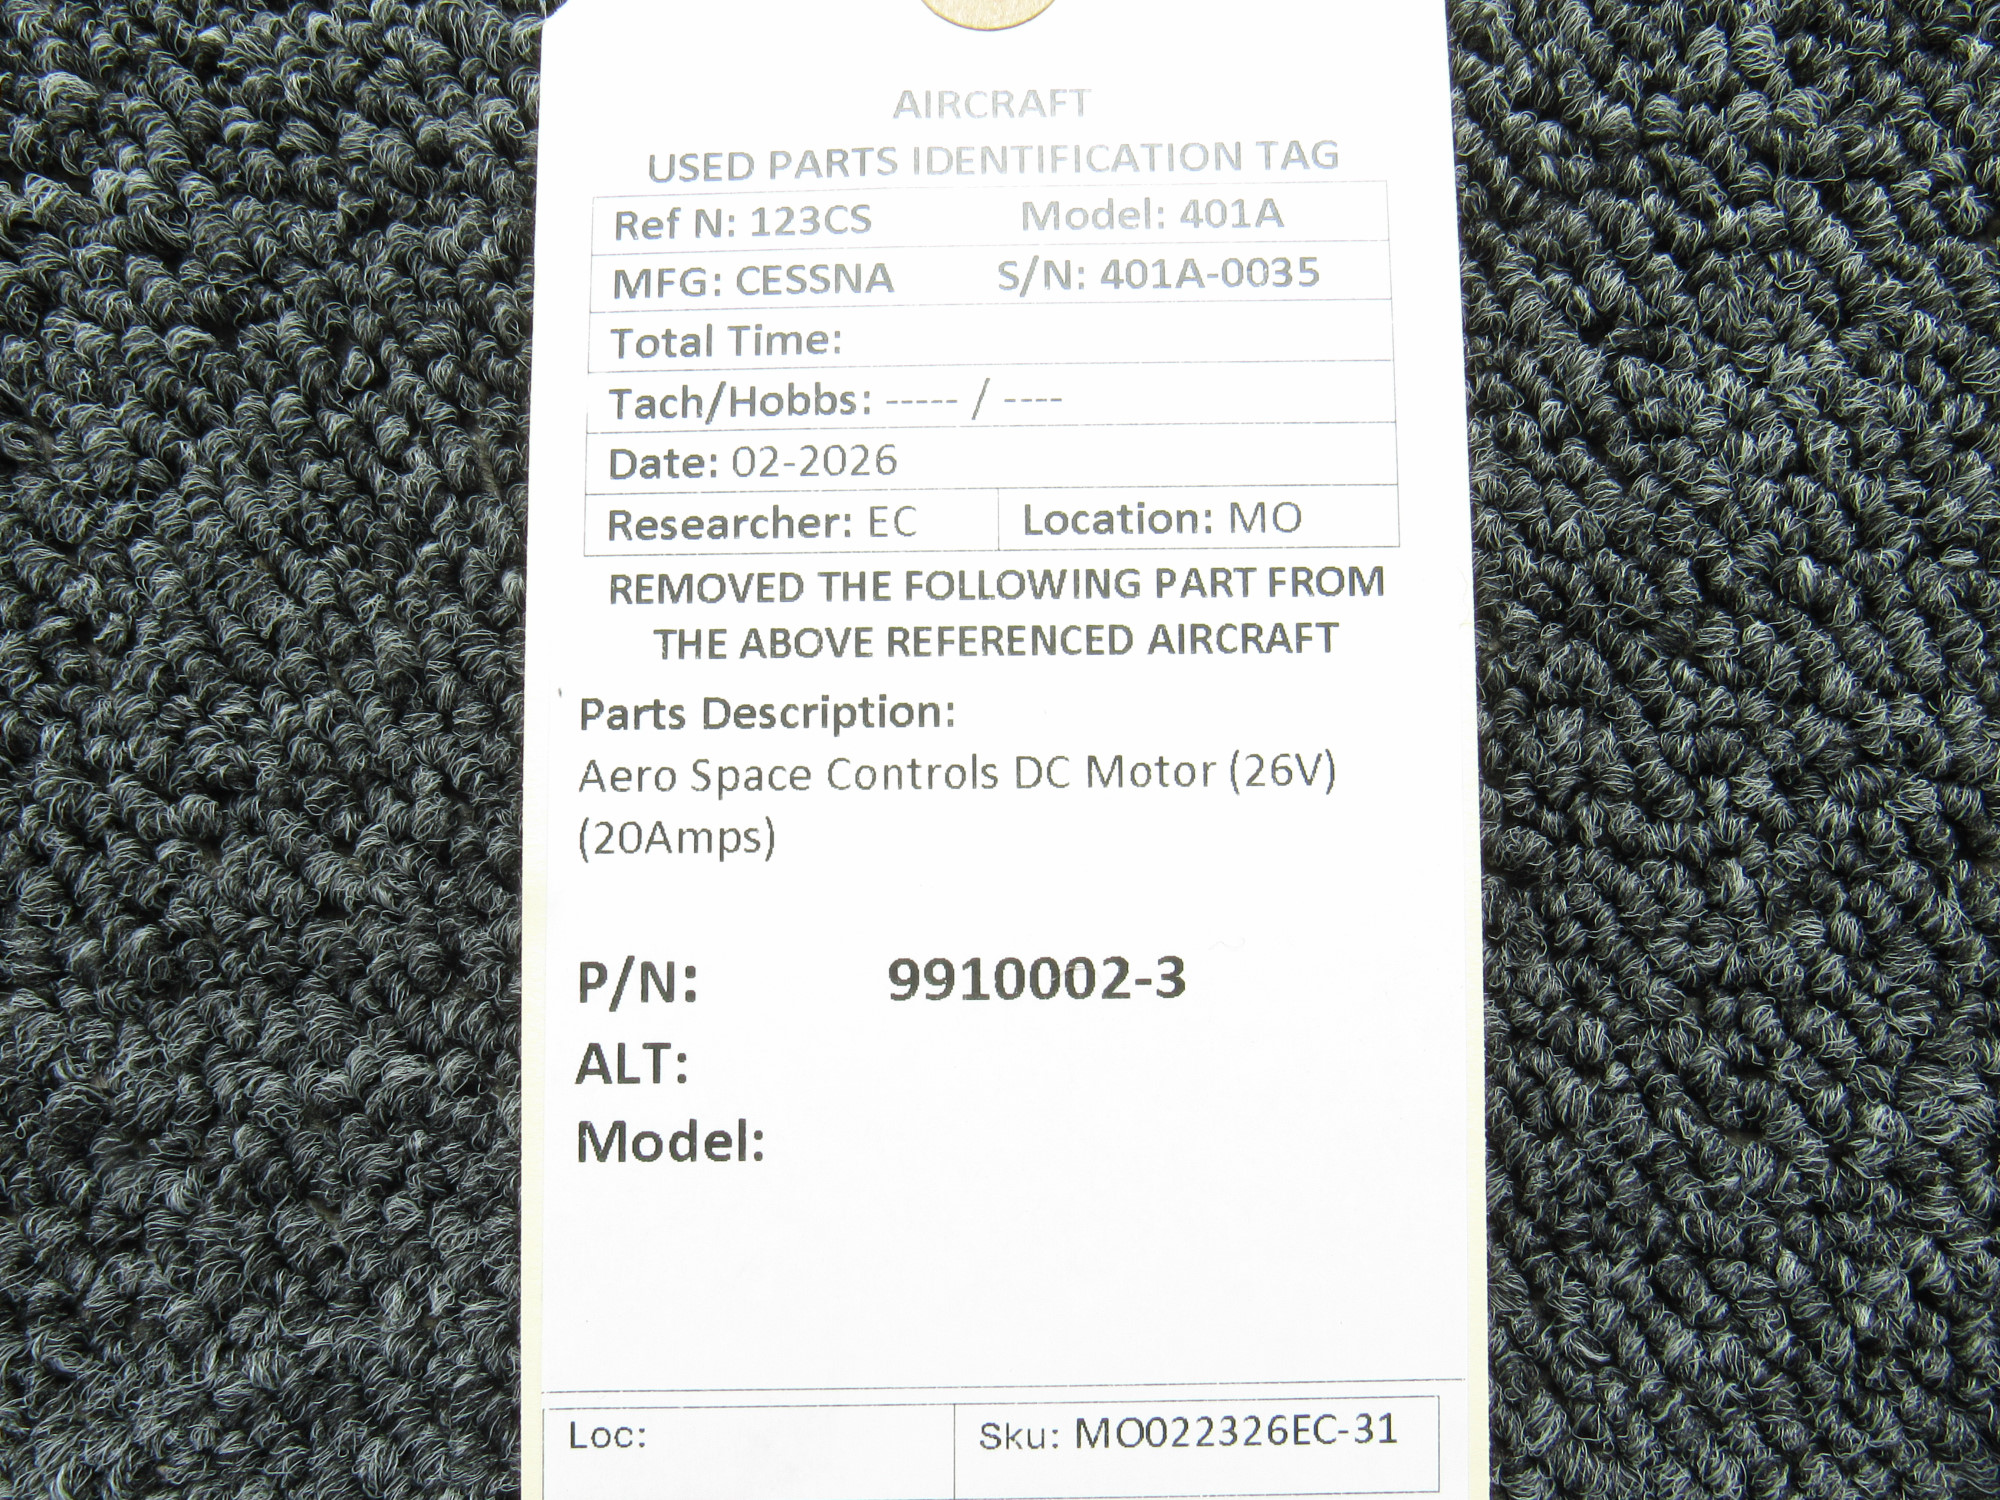 AIRCRAFT
USED PARTS IDENTIFICATION TAG
Ref N: 123CS Model: 401A
MFG: CESSNA S/N: 401A-0035
Total Time:
Tach/Hobbs: ----- / ----
Date: 02-2026
Researcher: EC Location: MO
REMOVED THE FOLLOWING PART FROM
THE ABOVE REFERENCED AIRCRAFT
Parts Description:
Aero Space Controls DC Motor (26V)
(20Amps)
P/N: 9910002-3
ALT:
Model:
Loc: Sku: MO022326EC-31